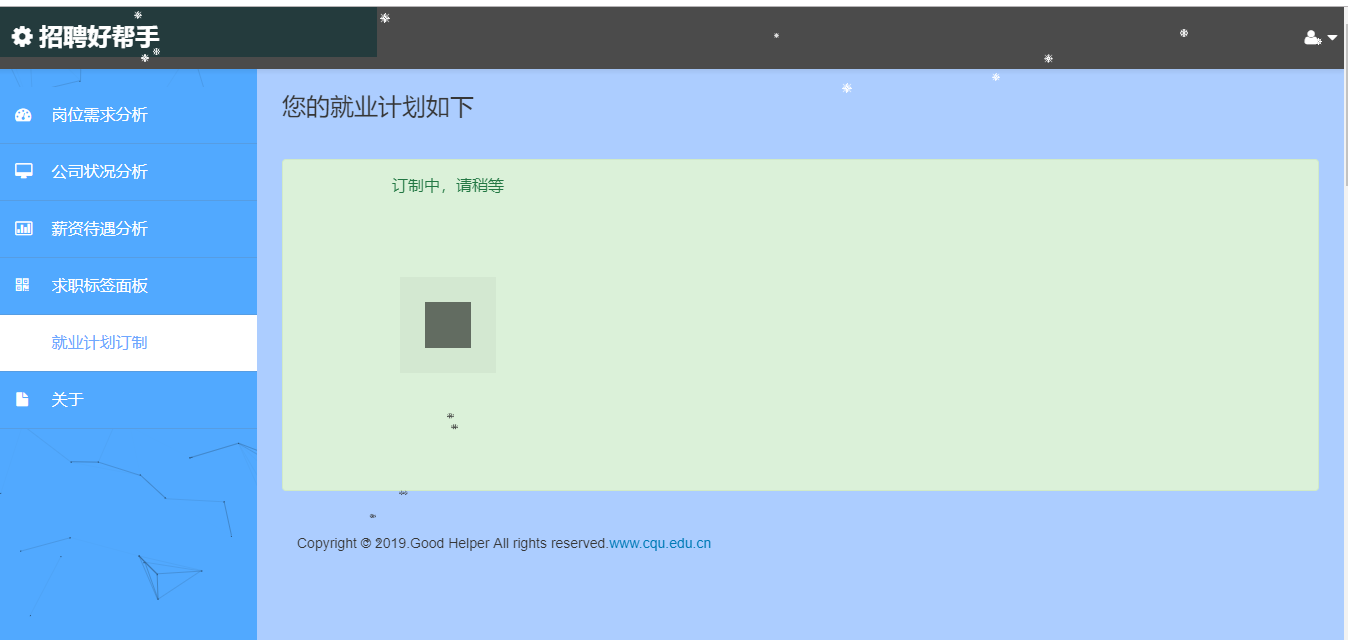 招聘好帮手
岗位需求分析
公司状况分析
薪资待遇分析
求职标签面板
就业计划订制
关于
您的就业计划如下
订制中，请稍等
Copyright © 2019.Good Helper All rights reserved.www.cqu.edu.cn